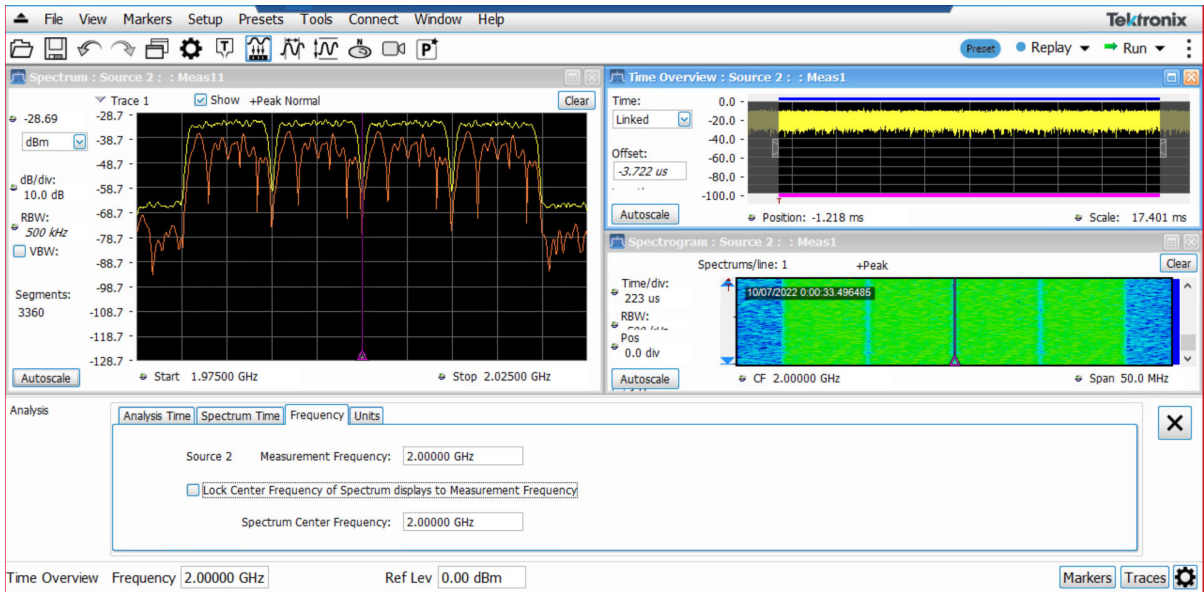 File View Markers Setup Presets Tools Connect Window Help
Tektronix
Preset Replay Run
Spectrum : Source 2 : : Meas11
Trace 1 Show +Peak Normal Clear
-28.69
dBm
dB/div:
10.0 dB
RBW:
500 kHz
VBW:
Segments:
3360
Autoscale
-28.7
-38.7
-48.7
-58.7
-68.7
-78.7
-88.7
-98.7
-108.7
-118.7
-128.7
Start 1.97500 GHz Stop 2.02500 GHz
Time Overview : Source 2 : : Meas1
Time:
Linked
Offset:
-3.722 us
Autoscale
0.0
-20.0
-40.0
-60.0
-80.0
-100.0
T
Position: -1.218 ms Scale: 17.401 ms
Spectrogram : Source 2 : : Meas1
Spectrums/line: 1 +Peak Clear
Time/div:
223 us
RBW:
Pos
0.0 div
Autoscale
10/07/2022 0:00:33.496485
CF 2.00000 GHz Span 50.0 MHz
Analysis
Analysis Time Spectrum Time Frequency Units
Source 2 Measurement Frequency: 2.00000 GHz
Lock Center Frequency of Spectrum displays to Measurement Frequency
Spectrum Center Frequency: 2.00000 GHz
Time Overview Frequency 2.00000 GHz Ref Lev 0.00 dBm Markers Traces